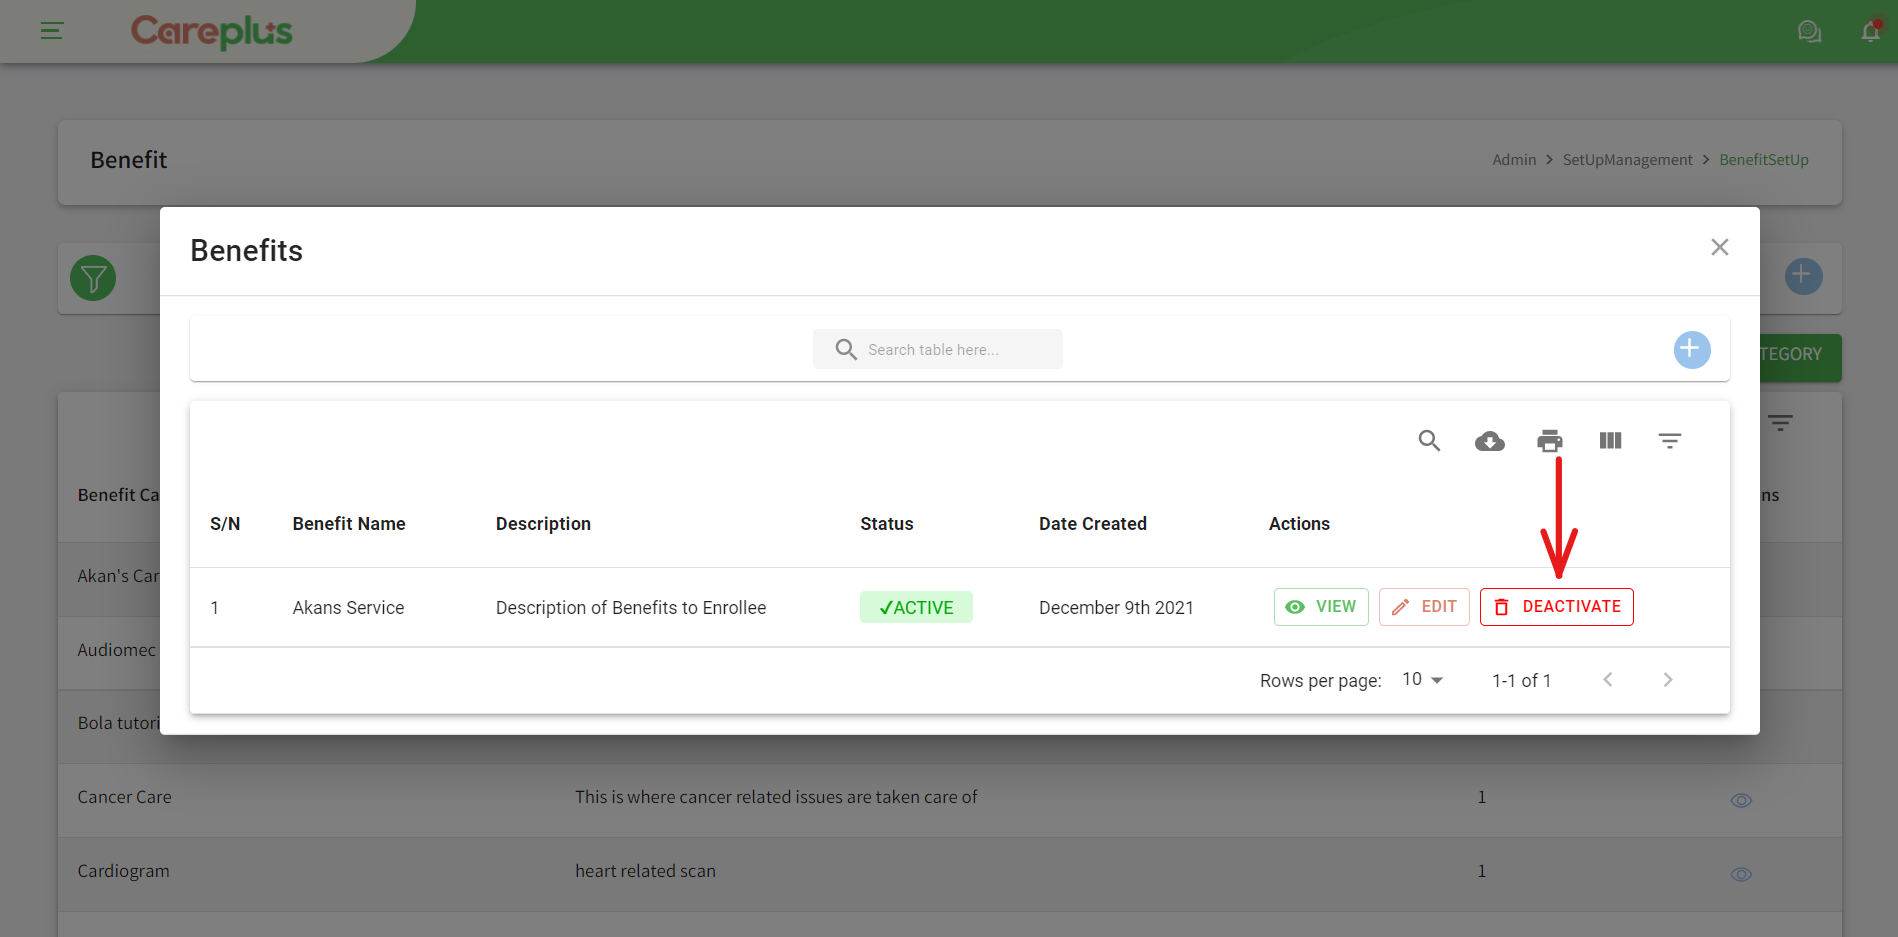 Careplus
Benefit
Admin > SetUpManagement > BenefitSetUp
Benefits
Search table here...
TEGORY
Benefit Ca
ns
S/N Benefit Name Description Status Date Created Actions
Akan's Car
1 Akans Service Description of Benefits to Enrollee ✓ACTIVE December 9th 2021 VIEW EDIT DEACTIVATE
Audiomec
Rows per page: 10 1-1 of 1
Bola tutori
Cancer Care This is where cancer related issues are taken care of 1
Cardiogram heart related scan 1